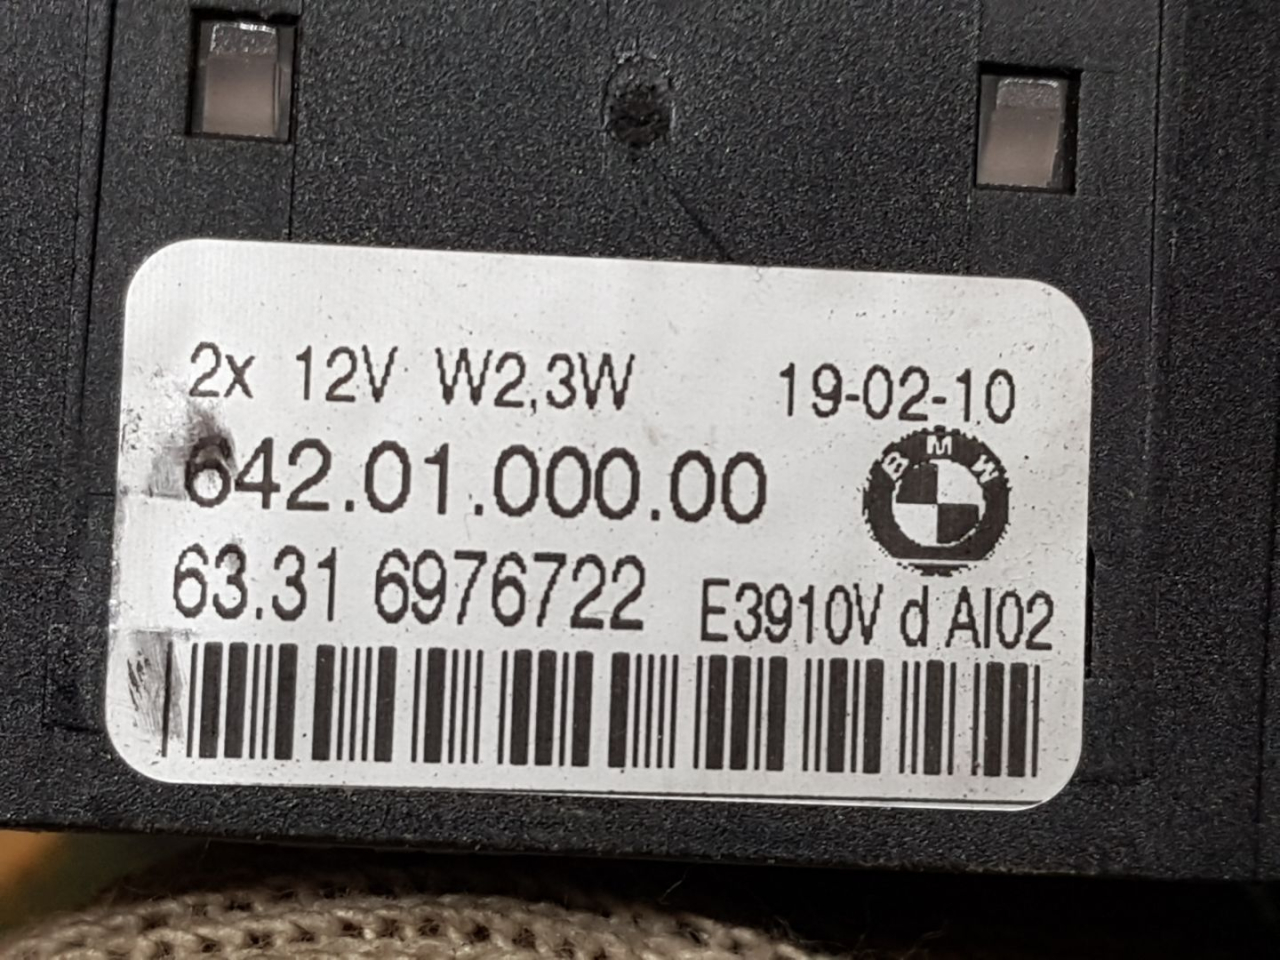 2x 12V W2,3W 19-02-10
642.01.000.00
BMW
63.31 6976722 E3910V d AI02